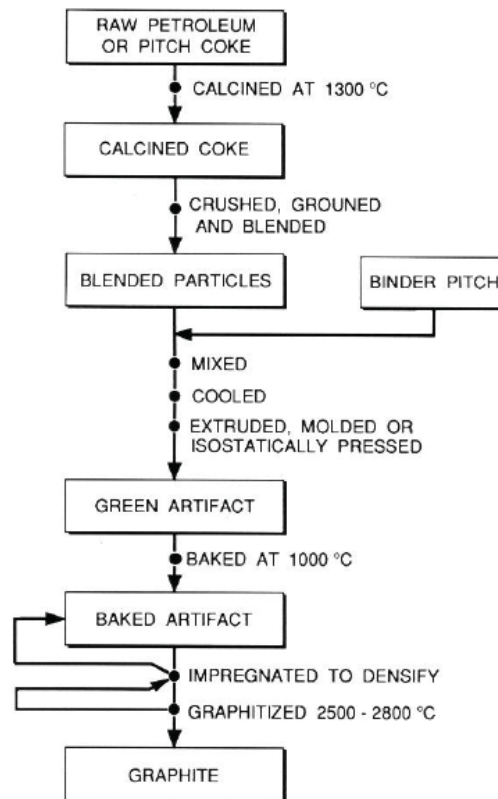 RAW PETROLEUM
OR PITCH COKE
CALCINED AT 1300 °C
CALCINED COKE
CRUSHED, GROUNED
AND BLENDED
BLENDED PARTICLES
BINDER PITCH
MIXED
COOLED
EXTRUDED, MOLDED OR
ISOSTATICALLY PRESSED
GREEN ARTIFACT
BAKED AT 1000 °C
BAKED ARTIFACT
IMPREGNATED TO DENSIFY
GRAPHITIZED 2500 - 2800 °C
GRAPHITE